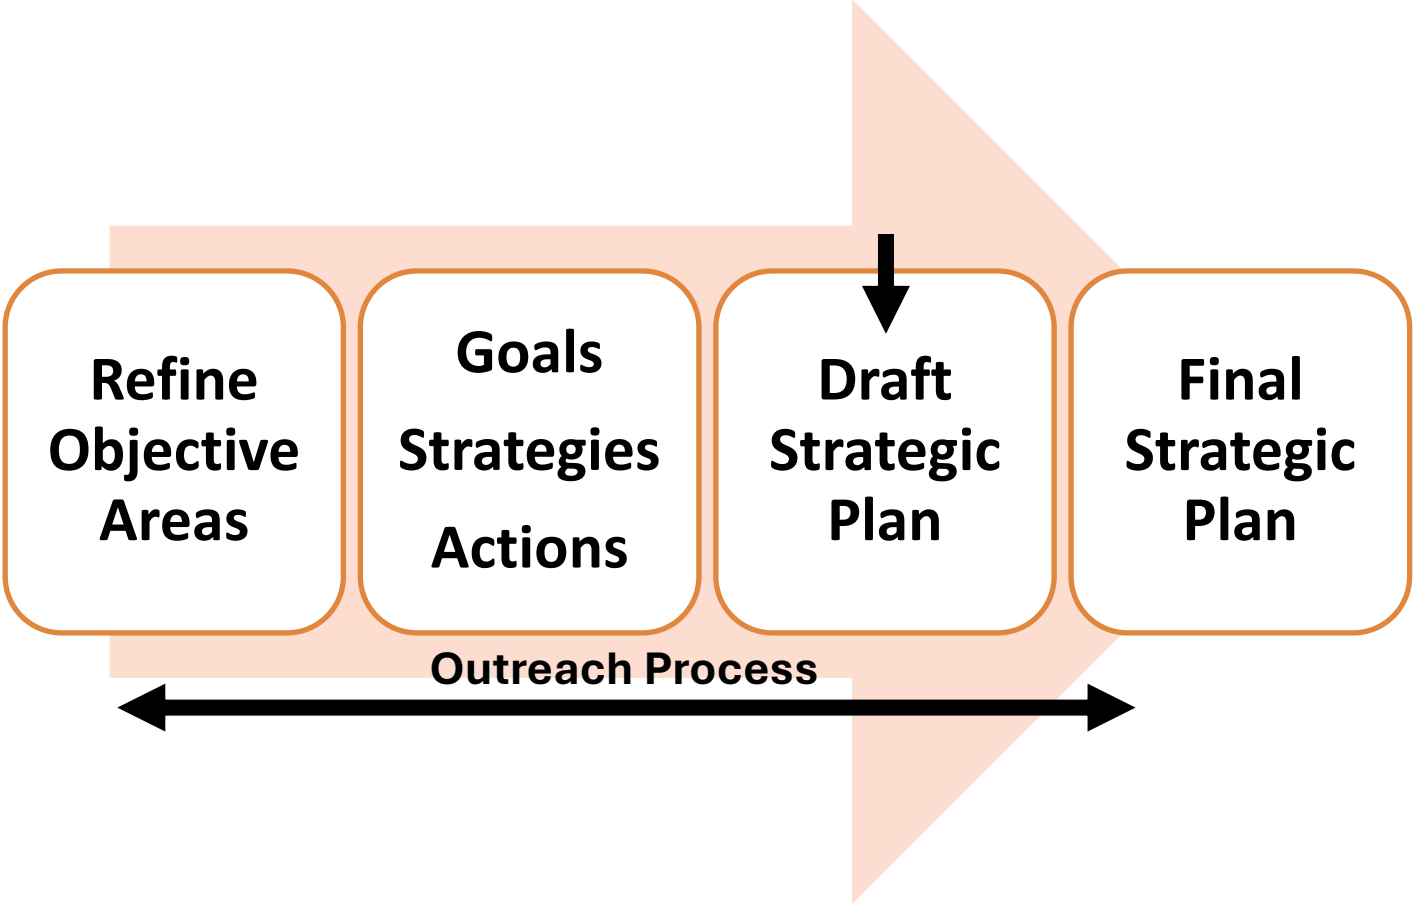 Refine
Objective
Areas
Goals
Strategies
Actions
Draft
Strategic
Plan
Final
Strategic
Plan
Outreach Process